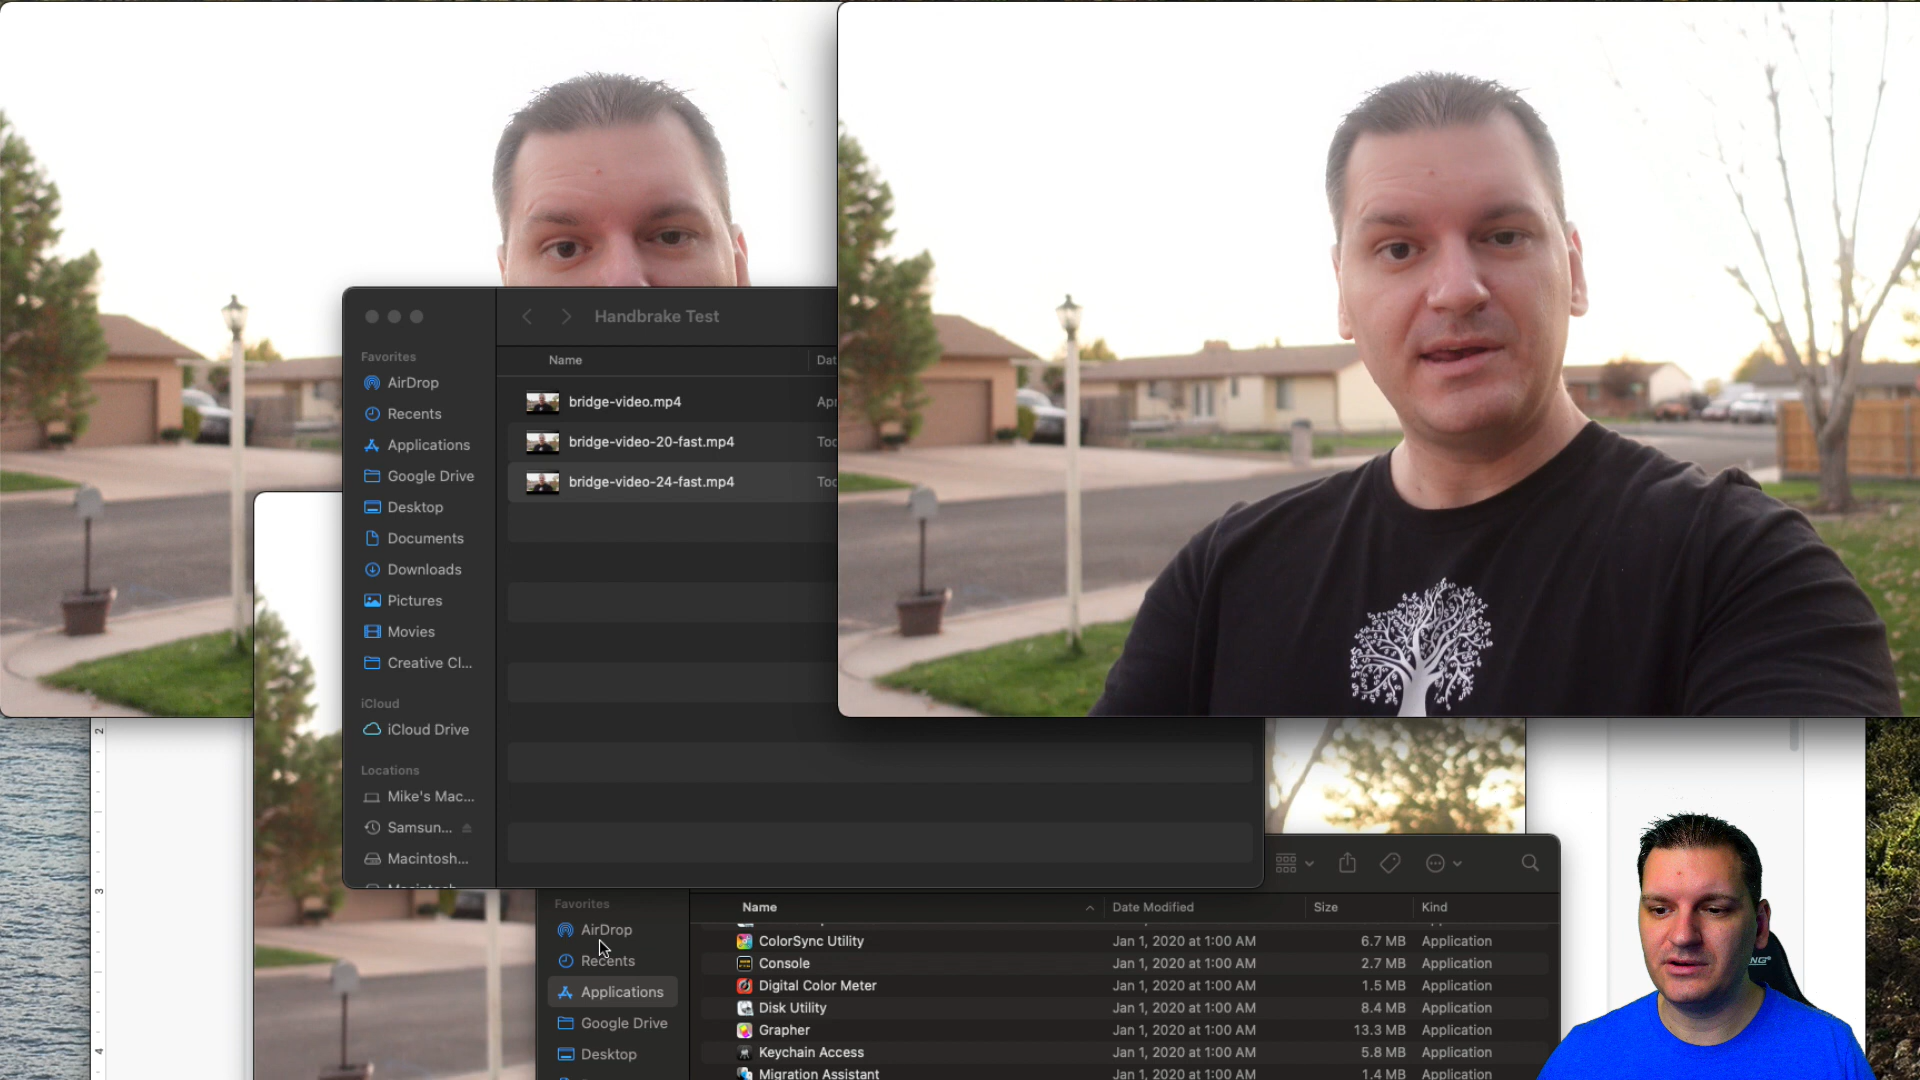 Handbrake Test
Favorites
AirDrop
Recents
Applications
Google Drive
Desktop
Documents
Downloads
Pictures
Movies
Creative Cl...
iCloud
iCloud Drive
Locations
Mike's Mac...
Samsun...
Macintosh...
Name
bridge-video.mp4 Apr
bridge-video-20-fast.mp4
bridge-video-24-fast.mp4
2
3
4
Favorites
AirDrop
Recents
Applications
Google Drive
Desktop
Name Date Modified Size Kind
ColorSync Utility Jan 1, 2020 at 1:00 AM 6.7 MB Application
Console Jan 1, 2020 at 1:00 AM 2.7 MB Application
Digital Color Meter Jan 1, 2020 at 1:00 AM 1.5 MB Application
Disk Utility Jan 1, 2020 at 1:00 AM 8.4 MB Application
Grapher Jan 1, 2020 at 1:00 AM 13.3 MB Application
Keychain Access Jan 1, 2020 at 1:00 AM 5.8 MB Application
Migration Assistant Jan 1, 2020 at 1:00 AM 1.4 MB Application